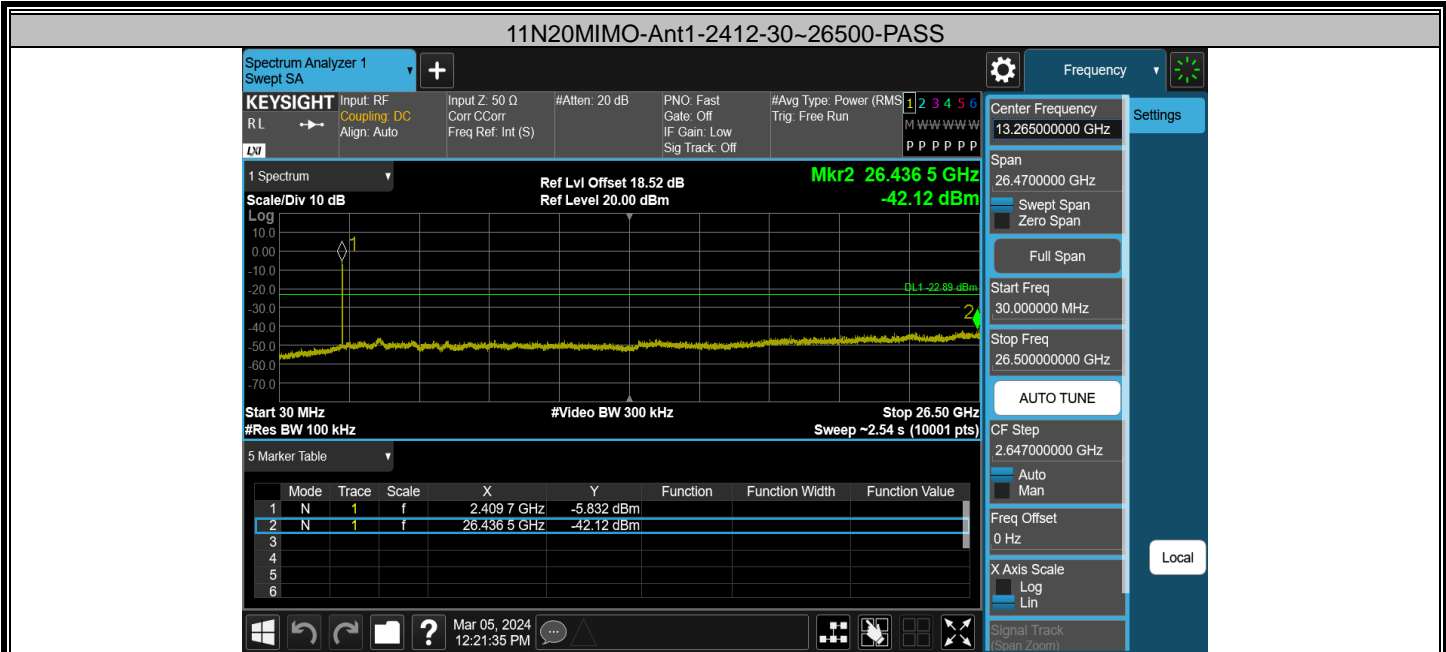 11N20MIMO-Ant1-2412-30~26500-PASS
Spectrum Analyzer 1
Swept SA
Frequency
KEYSIGHT
RL
LXI
Input: RF
Coupling: DC
Align: Auto
Input Z: 50 Ω
Corr CCorr
Freq Ref: Int (S)
#Atten: 20 dB
PNO: Fast
Gate: Off
IF Gain: Low
Sig Track: Off
#Avg Type: Power (RMS
Trig: Free Run
1 2 3 4 5 6
M W W W W W
P P P P P P
1 Spectrum
Scale/Div 10 dB
Log
Ref Lvl Offset 18.52 dB
Ref Level 20.00 dBm
Mkr2 26.436 5 GHz
-42.12 dBm
10.0
0.00
-10.0
-20.0
-30.0
-40.0
-50.0
-60.0
-70.0
1
DL1 -22.89 dBm
2
Start 30 MHz
#Res BW 100 kHz
#Video BW 300 kHz
Stop 26.50 GHz
Sweep ~2.54 s (10001 pts)
5 Marker Table
Mode Trace Scale X Y Function Function Width Function Value
1 N 1 f 2.409 7 GHz -5.832 dBm
2 N 1 f 26.436 5 GHz -42.12 dBm
3
4
5
6
Mar 05, 2024
12:21:35 PM
Center Frequency
13.265000000 GHz
Span
26.4700000 GHz
Swept Span
Zero Span
Full Span
Start Freq
30.000000 MHz
Stop Freq
26.500000000 GHz
AUTO TUNE
CF Step
2.647000000 GHz
Auto
Man
Freq Offset
0 Hz
X Axis Scale
Log
Lin
Signal Track
(Span Zoom)
Settings
Local